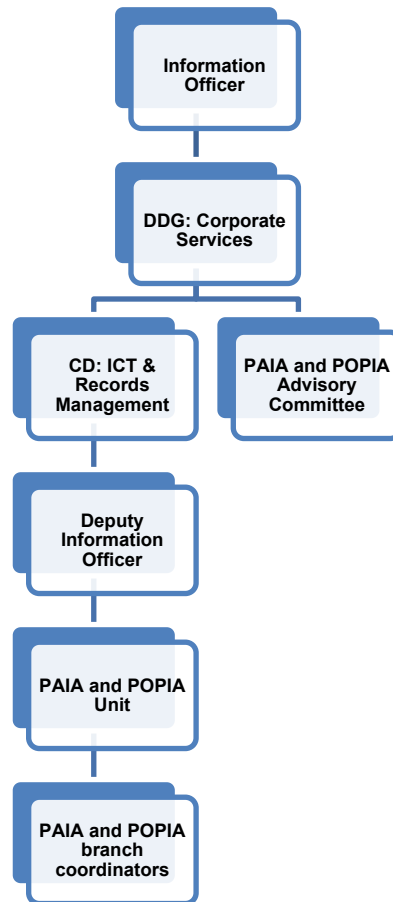 Information
Officer
DDG: Corporate
Services
CD: ICT &
Records
Management
PAIA and POPIA
Advisory
Committee
Deputy
Information
Officer
PAIA and POPIA
Unit
PAIA and POPIA
branch
coordinators